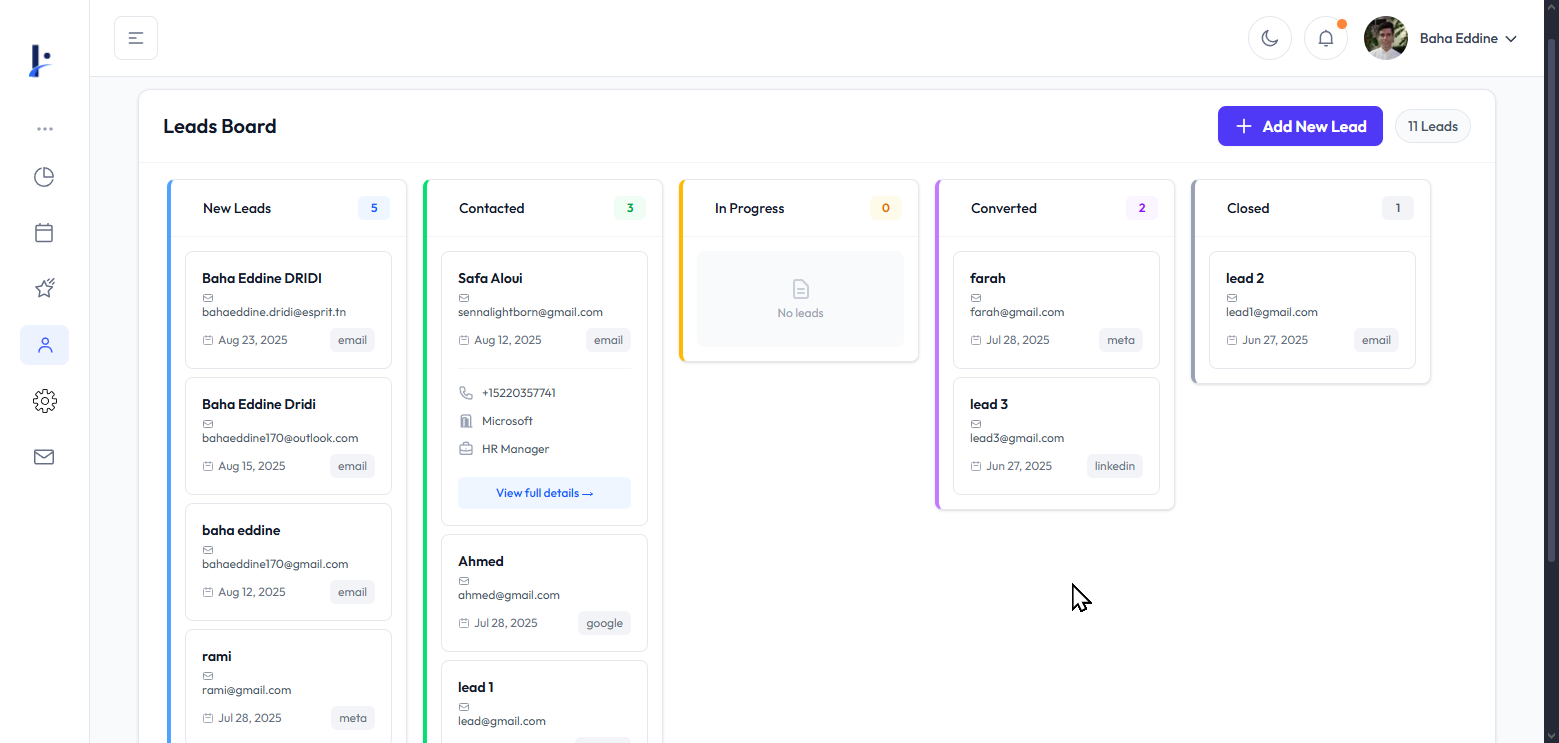 Baha Eddine
Leads Board
Add New Lead
11 Leads
New Leads
5
Baha Eddine DRIDI
bahaeddine.dridi@esprit.tn
Aug 23, 2025
email
Baha Eddine Dridi
bahaeddine170@outlook.com
Aug 15, 2025
email
baha eddine
bahaeddine170@gmail.com
Aug 12, 2025
email
rami
rami@gmail.com
Jul 28, 2025
meta
Contacted
3
Safa Aloui
sennalightborn@gmail.com
Aug 12, 2025
email
+15220357741
Microsoft
HR Manager
View full details →
Ahmed
ahmed@gmail.com
Jul 28, 2025
google
lead 1
lead@gmail.com
In Progress
0
No leads
Converted
2
farah
farah@gmail.com
Jul 28, 2025
meta
lead 3
lead3@gmail.com
Jun 27, 2025
linkedin
Closed
1
lead 2
lead1@gmail.com
Jun 27, 2025
email